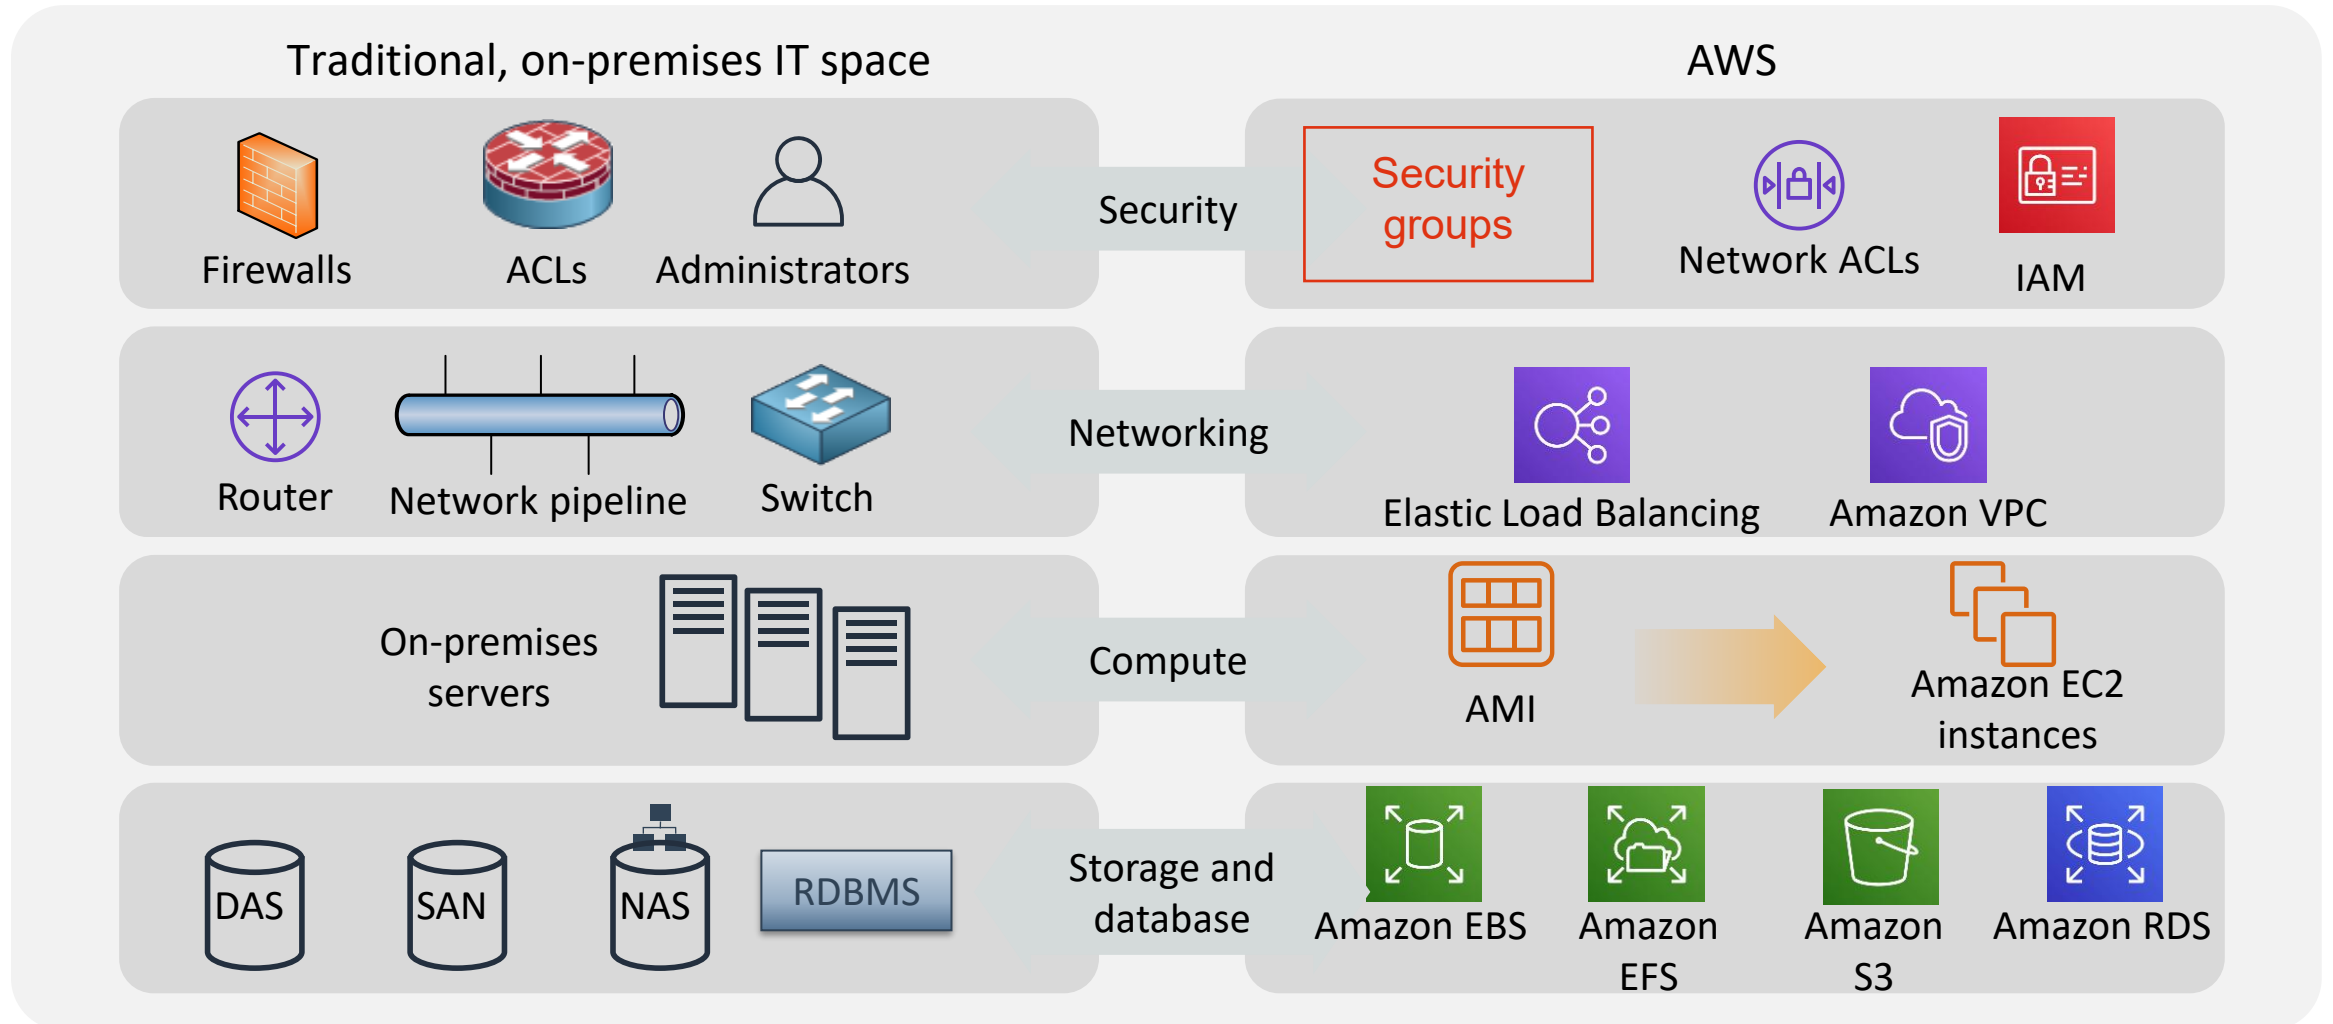 Traditional, on-premises IT space
AWS
Firewalls
ACLs
Administrators
Security
Security
groups
Network ACLs
IAM
Router
Network pipeline
Switch
Networking
Elastic Load Balancing
Amazon VPC
On-premises
servers
Compute
AMI
Amazon EC2
instances
DAS
SAN
NAS
RDBMS
Storage and
database
Amazon EBS
Amazon
EFS
Amazon
S3
Amazon RDS